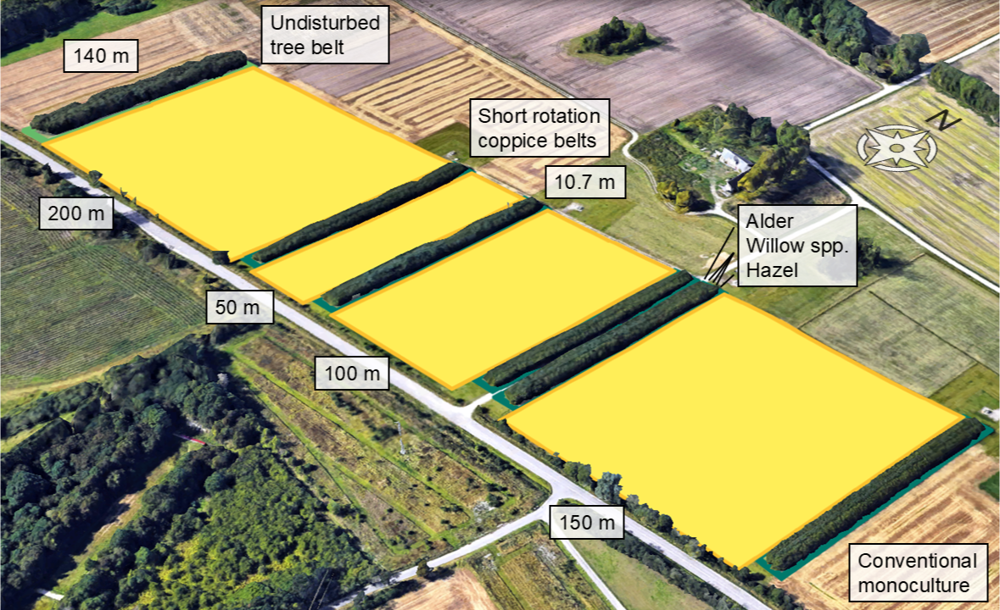 Undisturbed
tree belt
140 m
Short rotation
coppice belts
10.7 m
N
200 m
Alder
Willow spp.
Hazel
50 m
100 m
150 m
Conventional
monoculture